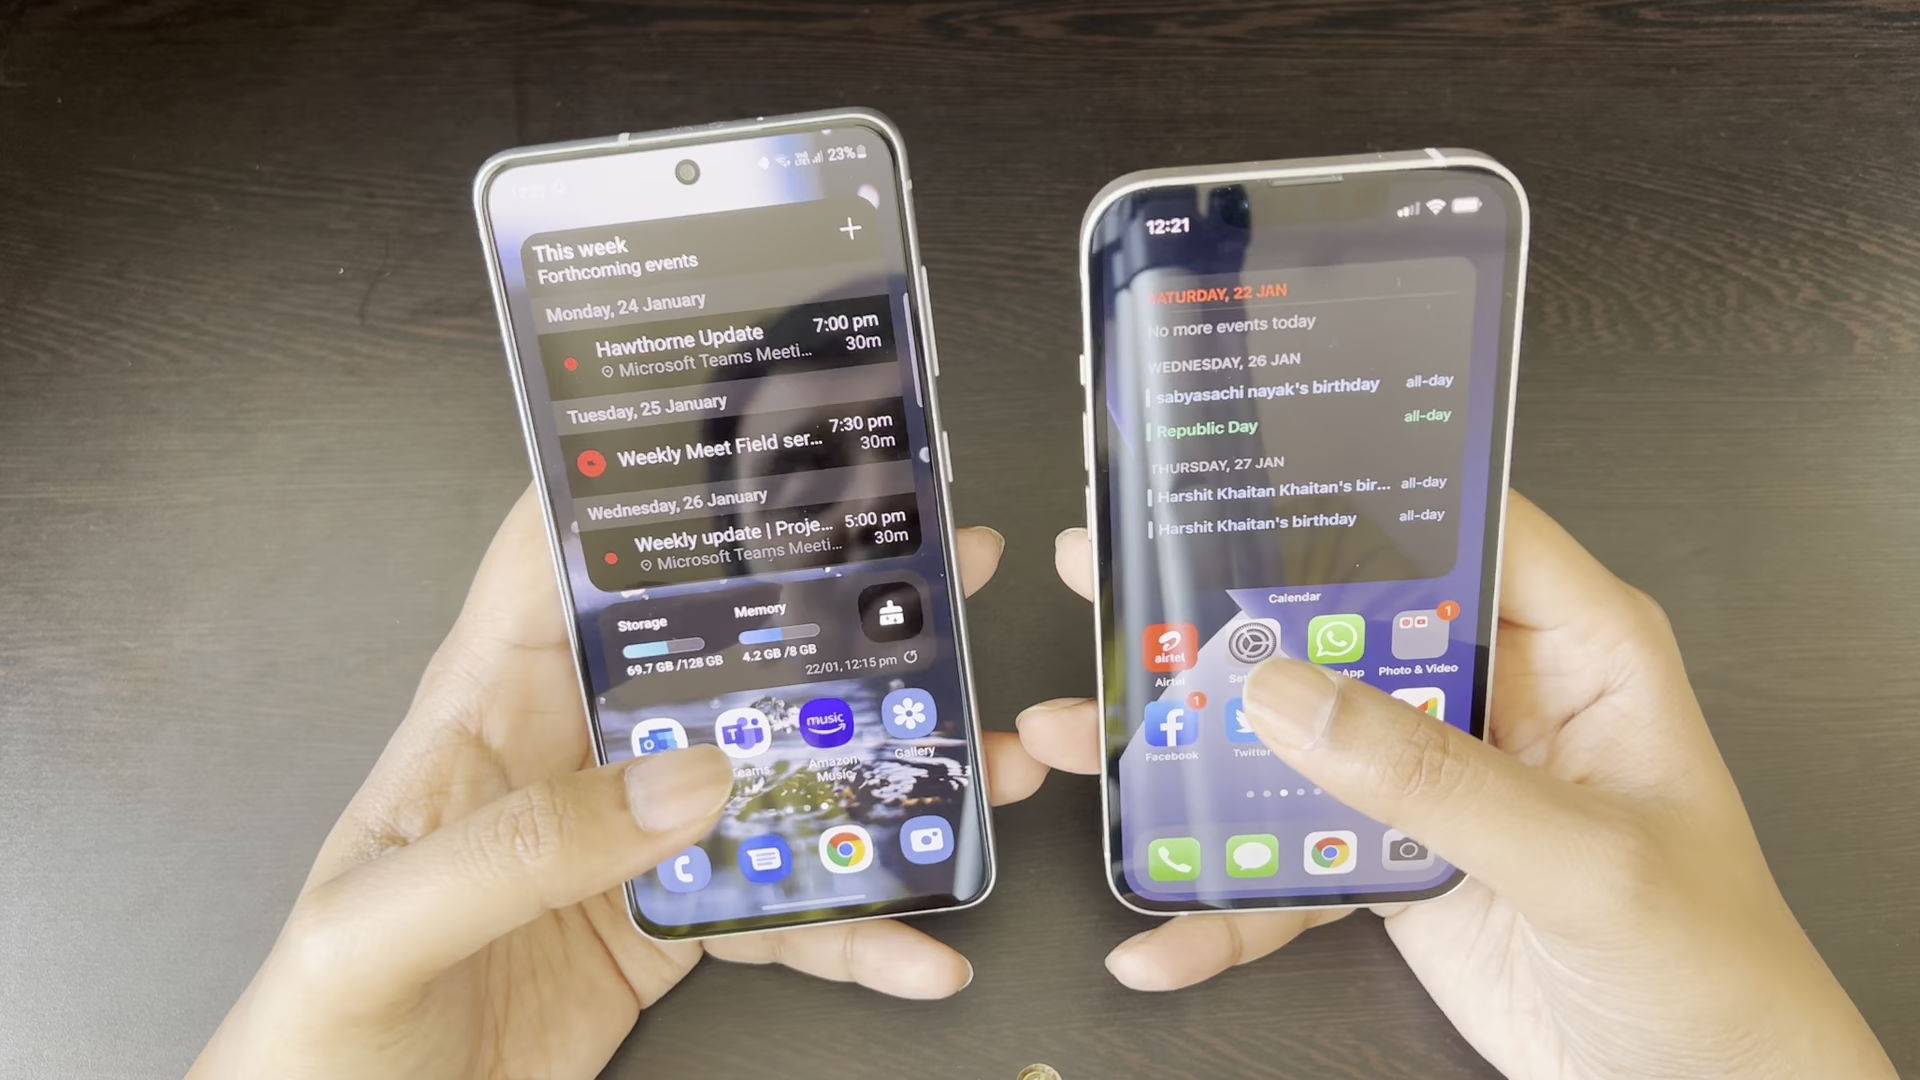 23%
This week
Forthcoming events
Monday, 24 January
Hawthorne Update 7:00 pm
Microsoft Teams Meeti... 30m
Tuesday, 25 January
Weekly Meet Field ser... 7:30 pm
30m
Wednesday, 26 January
Weekly update | Proje... 5:00 pm
Microsoft Teams Meeti... 30m
Storage Memory
69.7 GB /128 GB 4.2 GB /8 GB
22/01, 12:15 pm
music
Teams Amazon Music Gallery
12:21
SATURDAY, 22 JAN
No more events today
WEDNESDAY, 26 JAN
sabyasachi nayak's birthday all-day
Republic Day all-day
THURSDAY, 27 JAN
Harshit Khaitan Khaitan's bir... all-day
Harshit Khaitan's birthday all-day
Calendar
airtel 1
Airtel Photo & Video
1
Facebook Twitter